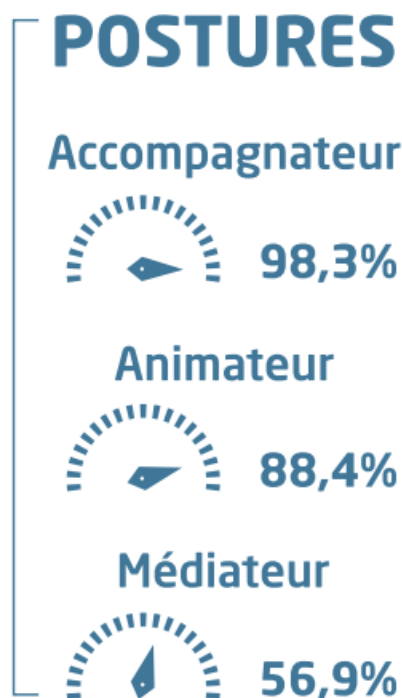 POSTURES
Accompagnateur
98,3%
Animateur
88,4%
Médiateur
56,9%